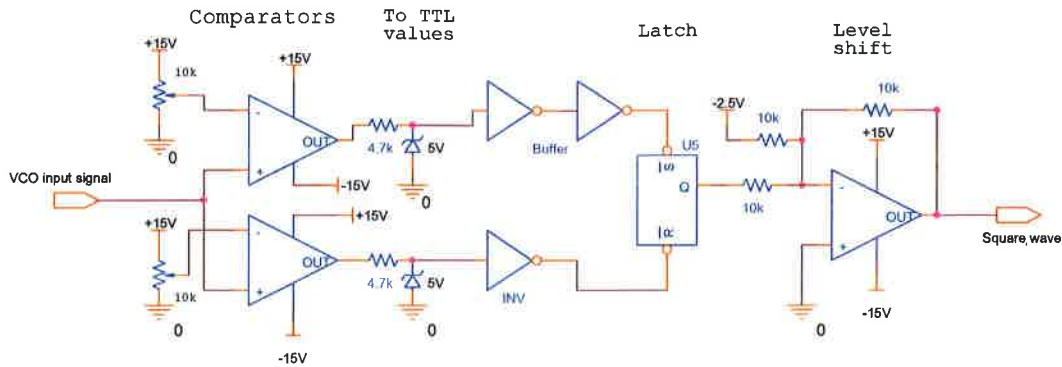 Comparators
To TTL
values
Latch
Level
shift
+15V
+15V
10k
10k
-2.5V
10k
+15V
-
+
OUT
4.7k
5V
Buffer
U5
S
Q
R
10k
-
+
OUT
0
-15V
0
VCO input signal
+15V
+15V
-
+
OUT
10k
4.7k
5V
INV
Square wave
0
0
0
-15V
-15V